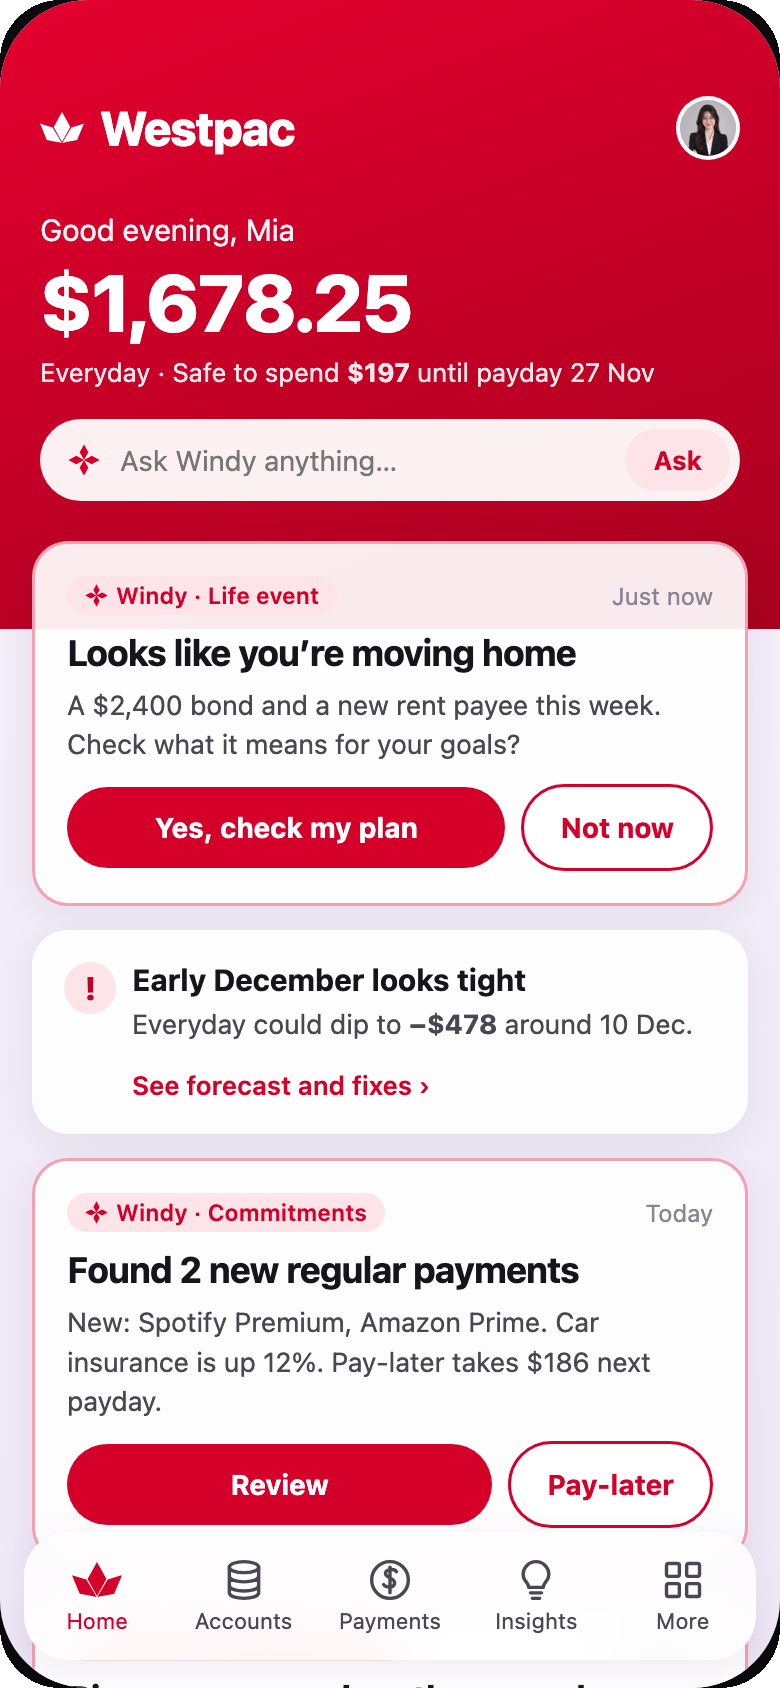 Westpac
Good evening, Mia
$1,678.25
Everyday · Safe to spend $197 until payday 27 Nov
Ask Windy anything...
Ask
Windy · Life event
Just now
Looks like you’re moving home
A $2,400 bond and a new rent payee this week.
Check what it means for your goals?
Yes, check my plan
Not now
!
Early December looks tight
Everyday could dip to −$478 around 10 Dec.
See forecast and fixes ›
Windy · Commitments
Today
Found 2 new regular payments
New: Spotify Premium, Amazon Prime. Car
insurance is up 12%. Pay-later takes $186 next
payday.
Review
Pay-later
Home
Accounts
Payments
Insights
More